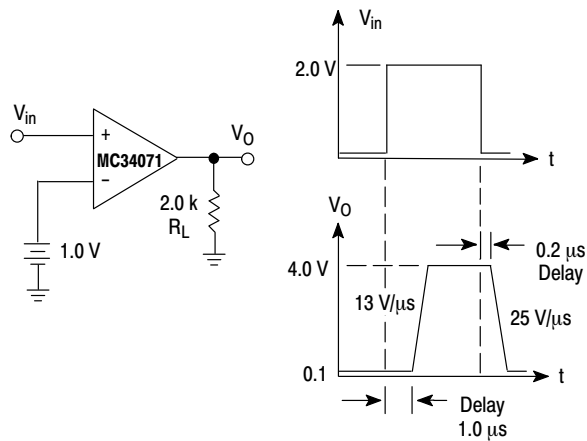 V_in
2.0 V
t
V_in
+
MC34071
−
V_O
2.0 k
R_L
1.0 V
V_O
4.0 V
13 V/μs
25 V/μs
0.2 μs
Delay
0.1
t
Delay
1.0 μs